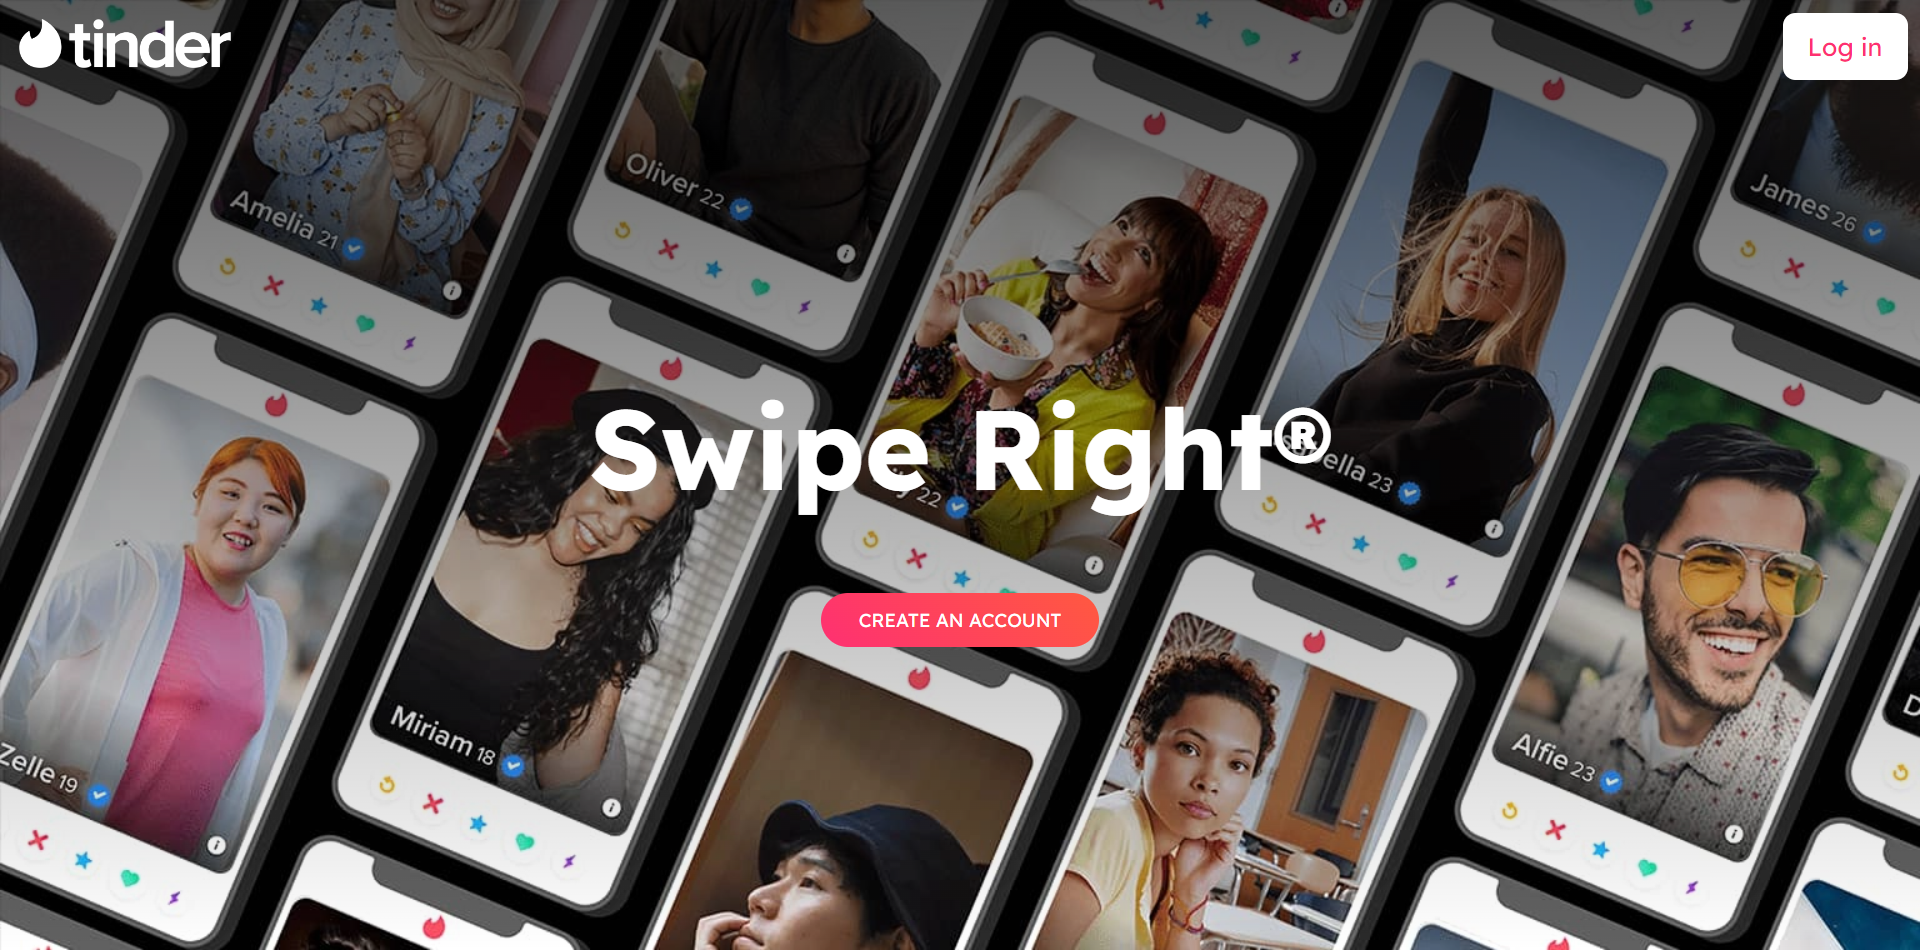 tinder
Log in
Amelia 21
Oliver 22
James 26
Swipe Right®
22
23
CREATE AN ACCOUNT
Miriam 18
Alfie 23
Zelle 19